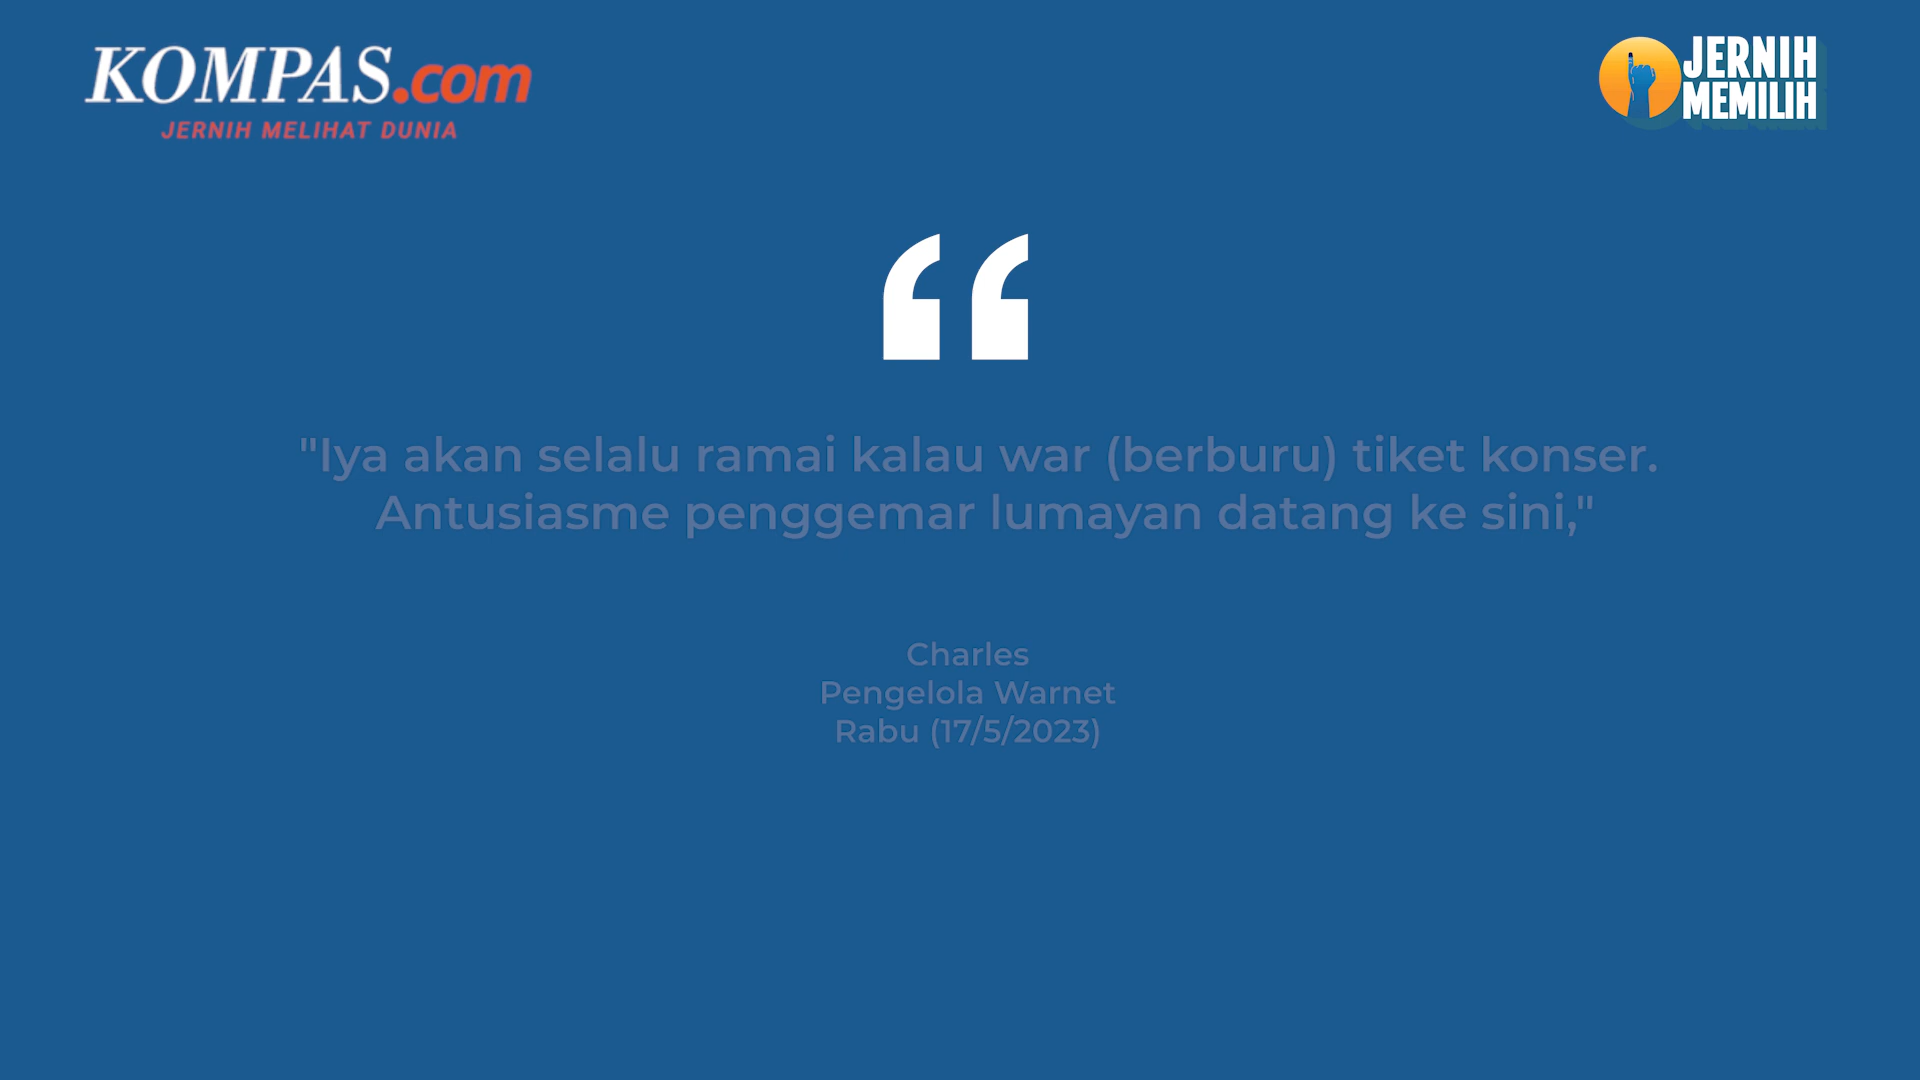 KOMPAS.com
JERNIH MELIHAT DUNIA
JERNIH
MEMILIH
"Iya akan selalu ramai kalau war (berburu) tiket konser.
Antusiasme penggemar lumayan datang ke sini,"
Charles
Pengelola Warnet
Rabu (17/5/2023)